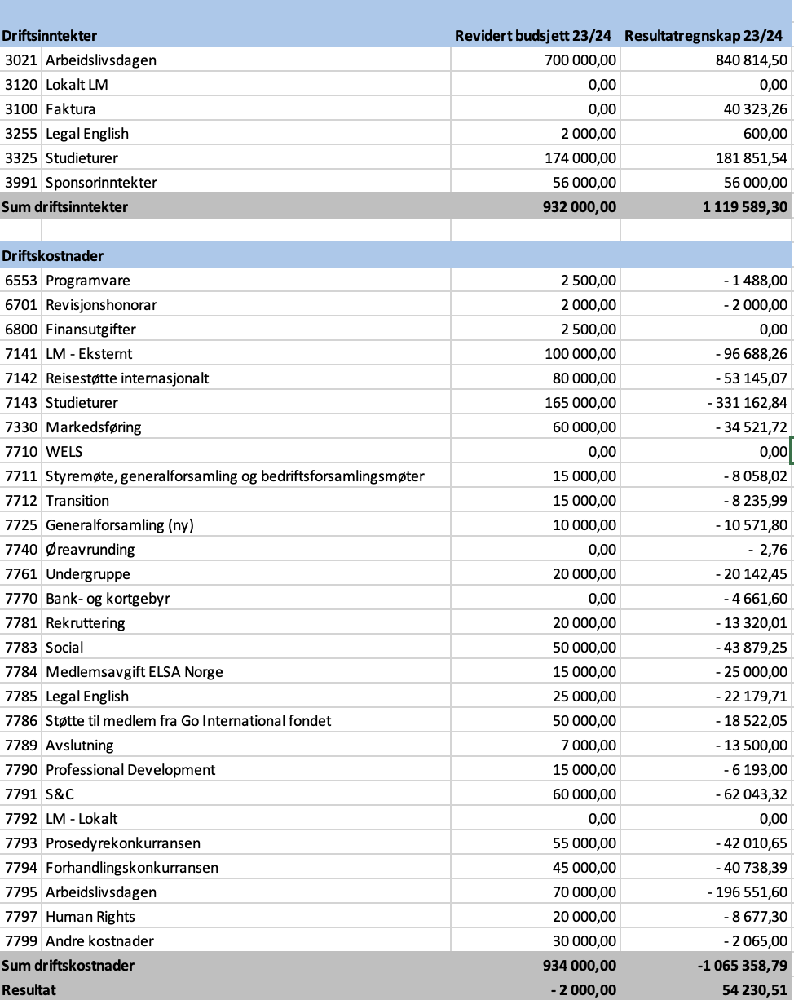 Driftsinntekter Revidert budsjett 23/24 Resultatregnskap 23/24
3021 Arbeidslivsdagen 700 000,00 840 814,50
3120 Lokalt LM 0,00 0,00
3100 Faktura 0,00 40 323,26
3255 Legal English 2 000,00 600,00
3325 Studieturer 174 000,00 181 851,54
3991 Sponsorinntekter 56 000,00 56 000,00
Sum driftsinntekter 932 000,00 1 119 589,30
Driftskostnader
6553 Programvare 2 500,00 - 1 488,00
6701 Revisjonshonorar 2 000,00 - 2 000,00
6800 Finansutgifter 2 500,00 0,00
7141 LM - Eksternt 100 000,00 - 96 688,26
7142 Reisestøtte internasjonalt 80 000,00 - 53 145,07
7143 Studieturer 165 000,00 - 331 162,84
7330 Markedsføring 60 000,00 - 34 521,72
7710 WELS 0,00 0,00
7711 Styremøte, generalforsamling og bedriftsforsamlingsmøter 15 000,00 - 8 058,02
7712 Transition 15 000,00 - 8 235,99
7725 Generalforsamling (ny) 10 000,00 - 10 571,80
7740 Øreavrunding 0,00 - 2,76
7761 Undergruppe 20 000,00 - 20 142,45
7770 Bank- og kortgebyr 0,00 - 4 661,60
7781 Rekruttering 20 000,00 - 13 320,01
7783 Social 50 000,00 - 43 879,25
7784 Medlemsavgift ELSA Norge 15 000,00 - 25 000,00
7785 Legal English 25 000,00 - 22 179,71
7786 Støtte til medlem fra Go International fondet 50 000,00 - 18 522,05
7789 Avslutning 7 000,00 - 13 500,00
7790 Professional Development 15 000,00 - 6 193,00
7791 S&C 60 000,00 - 62 043,32
7792 LM - Lokalt 0,00 0,00
7793 Prosedyrekonkurransen 55 000,00 - 42 010,65
7794 Forhandlingskonkurransen 45 000,00 - 40 738,39
7795 Arbeidslivsdagen 70 000,00 - 196 551,60
7797 Human Rights 20 000,00 - 8 677,30
7799 Andre kostnader 30 000,00 - 2 065,00
Sum driftskostnader 934 000,00 -1 065 358,79
Resultat - 2 000,00 54 230,51